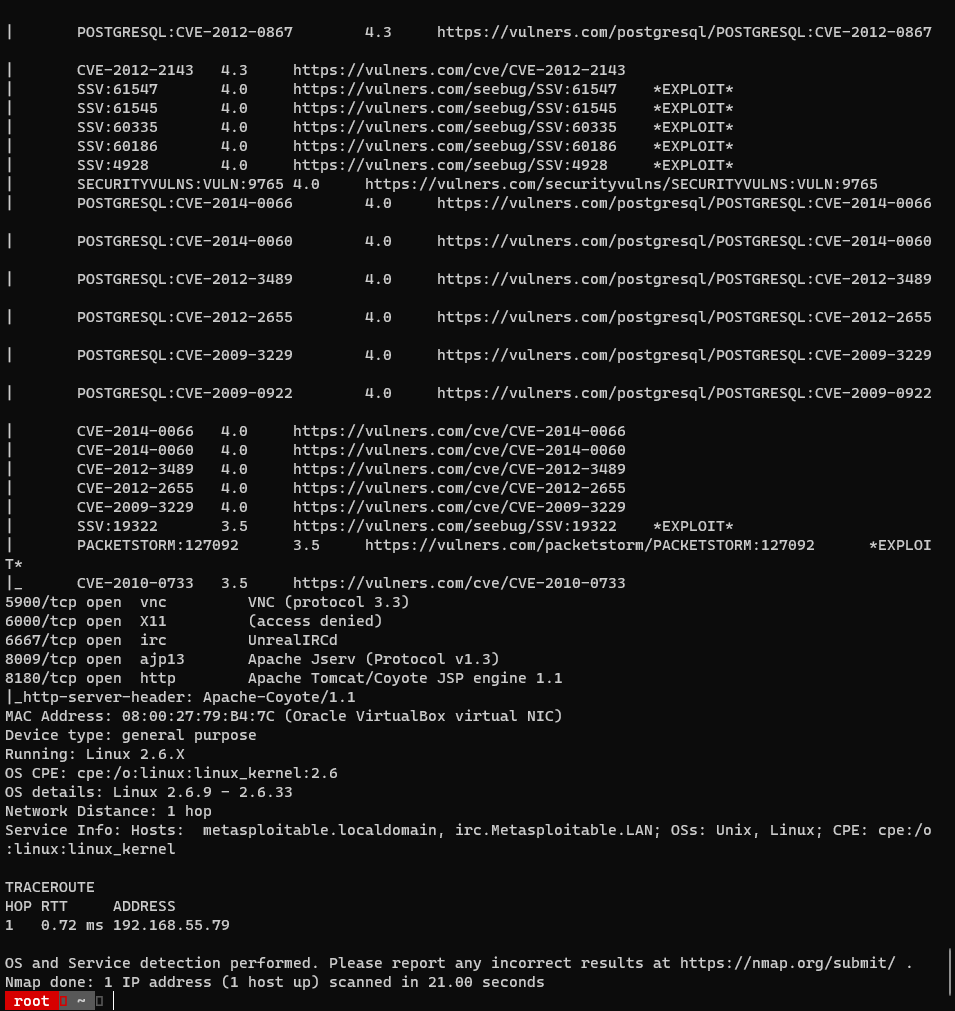 |       POSTGRESQL:CVE-2012-0867        4.3     https://vulners.com/postgresql/POSTGRESQL:CVE-2012-0867
|       CVE-2012-2143   4.3     https://vulners.com/cve/CVE-2012-2143
|       SSV:61547       4.0     https://vulners.com/seebug/SSV:61547    *EXPLOIT*
|       SSV:61545       4.0     https://vulners.com/seebug/SSV:61545    *EXPLOIT*
|       SSV:60335       4.0     https://vulners.com/seebug/SSV:60335    *EXPLOIT*
|       SSV:60186       4.0     https://vulners.com/seebug/SSV:60186    *EXPLOIT*
|       SSV:4928        4.0     https://vulners.com/seebug/SSV:4928     *EXPLOIT*
|       SECURITYVULNS:VULN:9765 4.0     https://vulners.com/securityvulns/SECURITYVULNS:VULN:9765
|       POSTGRESQL:CVE-2014-0066        4.0     https://vulners.com/postgresql/POSTGRESQL:CVE-2014-0066
|       POSTGRESQL:CVE-2014-0060        4.0     https://vulners.com/postgresql/POSTGRESQL:CVE-2014-0060
|       POSTGRESQL:CVE-2012-3489        4.0     https://vulners.com/postgresql/POSTGRESQL:CVE-2012-3489
|       POSTGRESQL:CVE-2012-2655        4.0     https://vulners.com/postgresql/POSTGRESQL:CVE-2012-2655
|       POSTGRESQL:CVE-2009-3229        4.0     https://vulners.com/postgresql/POSTGRESQL:CVE-2009-3229
|       POSTGRESQL:CVE-2009-0922        4.0     https://vulners.com/postgresql/POSTGRESQL:CVE-2009-0922
|       CVE-2014-0066   4.0     https://vulners.com/cve/CVE-2014-0066
|       CVE-2014-0060   4.0     https://vulners.com/cve/CVE-2014-0060
|       CVE-2012-3489   4.0     https://vulners.com/cve/CVE-2012-3489
|       CVE-2012-2655   4.0     https://vulners.com/cve/CVE-2012-2655
|       CVE-2009-3229   4.0     https://vulners.com/cve/CVE-2009-3229
|       SSV:19322       3.5     https://vulners.com/seebug/SSV:19322    *EXPLOIT*
|       PACKETSTORM:127092      3.5     https://vulners.com/packetstorm/PACKETSTORM:127092      *EXPLOI
T*
|_      CVE-2010-0733   3.5     https://vulners.com/cve/CVE-2010-0733
5900/tcp open  vnc         VNC (protocol 3.3)
6000/tcp open  X11         (access denied)
6667/tcp open  irc         UnrealIRCd
8009/tcp open  ajp13       Apache Jserv (Protocol v1.3)
8180/tcp open  http        Apache Tomcat/Coyote JSP engine 1.1
|_http-server-header: Apache-Coyote/1.1
MAC Address: 08:00:27:79:B4:7C (Oracle VirtualBox virtual NIC)
Device type: general purpose
Running: Linux 2.6.X
OS CPE: cpe:/o:linux:linux_kernel:2.6
OS details: Linux 2.6.9 - 2.6.33
Network Distance: 1 hop
Service Info: Hosts:  metasploitable.localdomain, irc.Metasploitable.LAN; OSs: Unix, Linux; CPE: cpe:/o
:linux:linux_kernel

TRACEROUTE
HOP RTT     ADDRESS
1   0.72 ms 192.168.55.79

OS and Service detection performed. Please report any incorrect results at https://nmap.org/submit/ .
Nmap done: 1 IP address (1 host up) scanned in 21.00 seconds
root ~